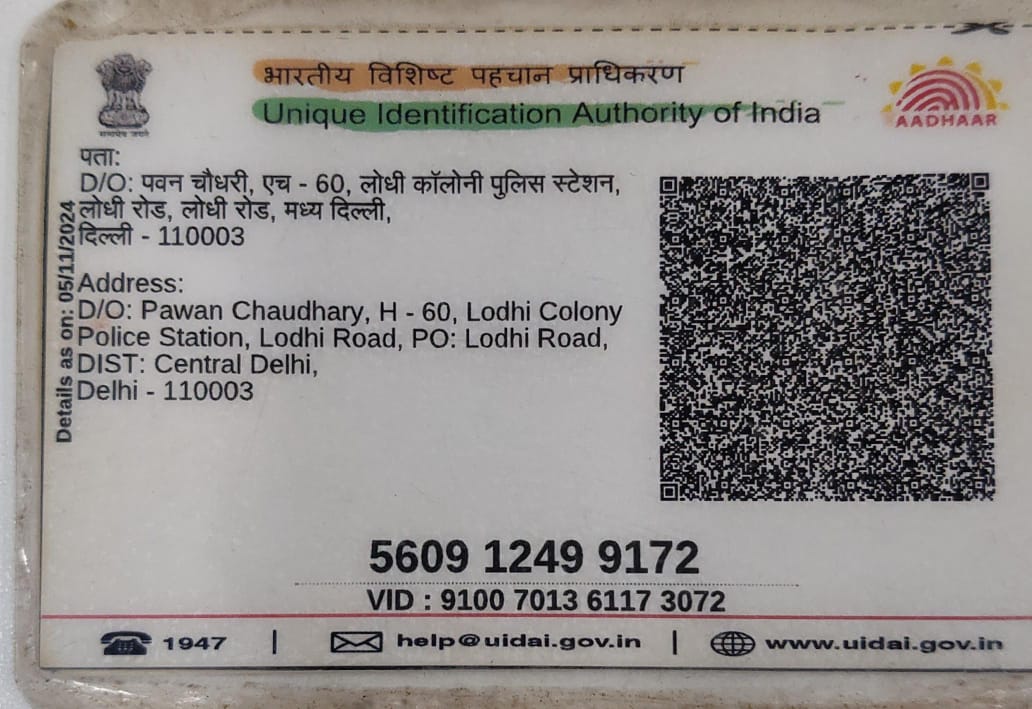 भारतीय विशिष्ट पहचान प्राधिकरण
Unique Identification Authority of India
AADHAAR
सत्यमेव जयते
पता:
D/O: पवन चौधरी, एच - 60, लोधी कॉलोनी पुलिस स्टेशन,
लोधी रोड, लोधी रोड, मध्य दिल्ली,
दिल्ली - 110003
Address:
D/O: Pawan Chaudhary, H - 60, Lodhi Colony
Police Station, Lodhi Road, PO: Lodhi Road,
DIST: Central Delhi,
Delhi - 110003
Details as on: 05/11/2024
5609 1249 9172
VID : 9100 7013 6117 3072
1947 | help@uidai.gov.in | www.uidai.gov.in